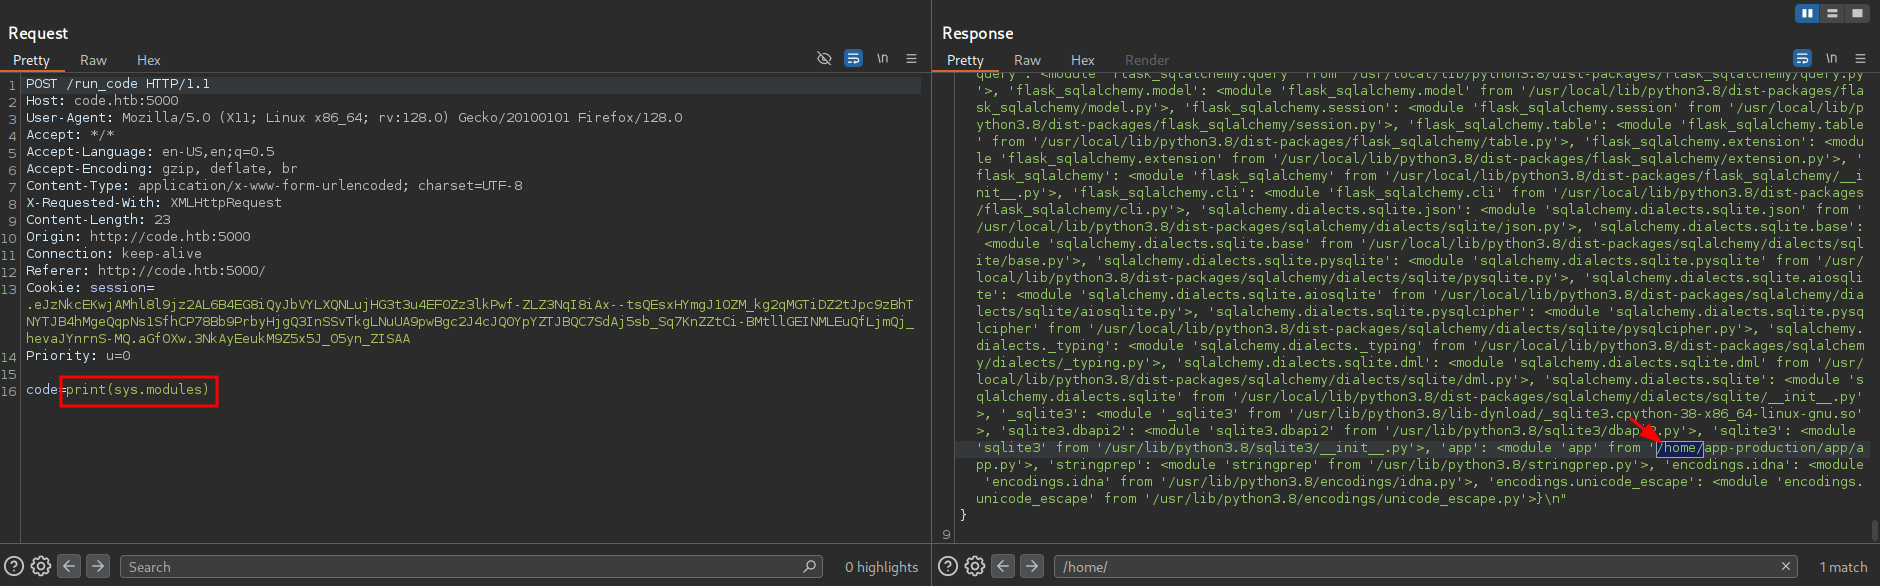 Request
Pretty Raw Hex
\n
1 POST /run_code HTTP/1.1
2 Host: code.htb:5000
3 User-Agent: Mozilla/5.0 (X11; Linux x86_64; rv:128.0) Gecko/20100101 Firefox/128.0
4 Accept: */*
5 Accept-Language: en-US,en;q=0.5
6 Accept-Encoding: gzip, deflate, br
7 Content-Type: application/x-www-form-urlencoded; charset=UTF-8
8 X-Requested-With: XMLHttpRequest
9 Content-Length: 23
10 Origin: http://code.htb:5000
11 Connection: keep-alive
12 Referer: http://code.htb:5000/
13 Cookie: session=
.eJzNkcEKwjAMhl8l9jz2AL6B4EG8iQyJbVYLXQNLujHG3t3u4EFOZz3lkPwf-ZLZ3NqI8iAx--tsQEsxHYmgJ1OZM_kg2qMGTiDZ2tJpc9zBhT
NYTJB4hMgeQqpNs1SfhCP78Bb9PrbyHjgQ3InSSvTkgLNuUA9pwBgc2J4cJQOYpYZTJBQC7SdAj5sb_Sq7KnZZtCi-BMtllGEINMLEuQfLjmQj_
hevaJYnrnS-MQ.aGfOXw.3NkAyEeukM9Z5x5J_O5yn_ZISAA
14 Priority: u=0
15
16 code=print(sys.modules)
Search
0 highlights
Response
Pretty Raw Hex Render
\n
query': <module 'flask_sqlalchemy.query' from '/usr/local/lib/python3.8/dist-packages/flask_sqlalchemy/query.py
'>, 'flask_sqlalchemy.model': <module 'flask_sqlalchemy.model' from '/usr/local/lib/python3.8/dist-packages/fla
sk_sqlalchemy/model.py'>, 'flask_sqlalchemy.session': <module 'flask_sqlalchemy.session' from '/usr/local/lib/p
ython3.8/dist-packages/flask_sqlalchemy/session.py'>, 'flask_sqlalchemy.table': <module 'flask_sqlalchemy.table
' from '/usr/local/lib/python3.8/dist-packages/flask_sqlalchemy/table.py'>, 'flask_sqlalchemy.extension': <modu
le 'flask_sqlalchemy.extension' from '/usr/local/lib/python3.8/dist-packages/flask_sqlalchemy/extension.py'>, '
flask_sqlalchemy': <module 'flask_sqlalchemy' from '/usr/local/lib/python3.8/dist-packages/flask_sqlalchemy/__i
nit__.py'>, 'flask_sqlalchemy.cli': <module 'flask_sqlalchemy.cli' from '/usr/local/lib/python3.8/dist-packages
/flask_sqlalchemy/cli.py'>, 'sqlalchemy.dialects.sqlite.json': <module 'sqlalchemy.dialects.sqlite.json' from '
/usr/local/lib/python3.8/dist-packages/sqlalchemy/dialects/sqlite/json.py'>, 'sqlalchemy.dialects.sqlite.base':
<module 'sqlalchemy.dialects.sqlite.base' from '/usr/local/lib/python3.8/dist-packages/sqlalchemy/dialects/sql
ite/base.py'>, 'sqlalchemy.dialects.sqlite.pysqlite': <module 'sqlalchemy.dialects.sqlite.pysqlite' from '/usr/
local/lib/python3.8/dist-packages/sqlalchemy/dialects/sqlite/pysqlite.py'>, 'sqlalchemy.dialects.sqlite.aiosqli
te': <module 'sqlalchemy.dialects.sqlite.aiosqlite' from '/usr/local/lib/python3.8/dist-packages/sqlalchemy/dia
lects/sqlite/aiosqlite.py'>, 'sqlalchemy.dialects.sqlite.pysqlcipher': <module 'sqlalchemy.dialects.sqlite.pysq
lcipher' from '/usr/local/lib/python3.8/dist-packages/sqlalchemy/dialects/sqlite/pysqlcipher.py'>, 'sqlalchemy.
dialects._typing': <module 'sqlalchemy.dialects._typing' from '/usr/local/lib/python3.8/dist-packages/sqlalchem
y/dialects/_typing.py'>, 'sqlalchemy.dialects.sqlite.dml': <module 'sqlalchemy.dialects.sqlite.dml' from '/usr/
local/lib/python3.8/dist-packages/sqlalchemy/dialects/sqlite/dml.py'>, 'sqlalchemy.dialects.sqlite': <module 's
qlalchemy.dialects.sqlite' from '/usr/local/lib/python3.8/dist-packages/sqlalchemy/dialects/sqlite/__init__.py'
>, '_sqlite3': <module '_sqlite3' from '/usr/lib/python3.8/lib-dynload/_sqlite3.cpython-38-x86_64-linux-gnu.so'
>, 'sqlite3.dbapi2': <module 'sqlite3.dbapi2' from '/usr/lib/python3.8/sqlite3/dbapi2.py'>, 'sqlite3': <module
'sqlite3' from '/usr/lib/python3.8/sqlite3/__init__.py'>, 'app': <module 'app' from '/home/app-production/app/a
pp.py'>, 'stringprep': <module 'stringprep' from '/usr/lib/python3.8/stringprep.py'>, 'encodings.idna': <module
'encodings.idna' from '/usr/lib/python3.8/encodings/idna.py'>, 'encodings.unicode_escape': <module 'encodings.
unicode_escape' from '/usr/lib/python3.8/encodings/unicode_escape.py'>}\n"
}
9
/home/
1 match